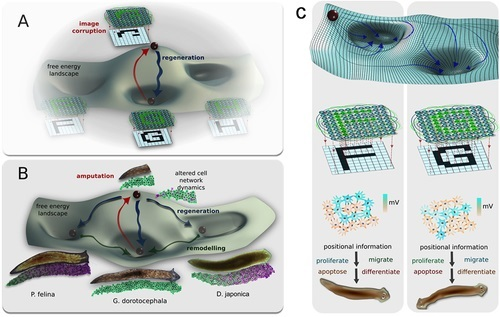 A
image
corruption
regeneration
free energy
landscape
F
G
H
B
amputation
altered cell
network
dynamics
free energy
landscape
regeneration
remodelling
P. felina
G. dorotocephala
D. japonica
C
F
G
mV
mV
positional information
positional information
proliferate
migrate
proliferate
migrate
apoptose
differentiate
apoptose
differentiate